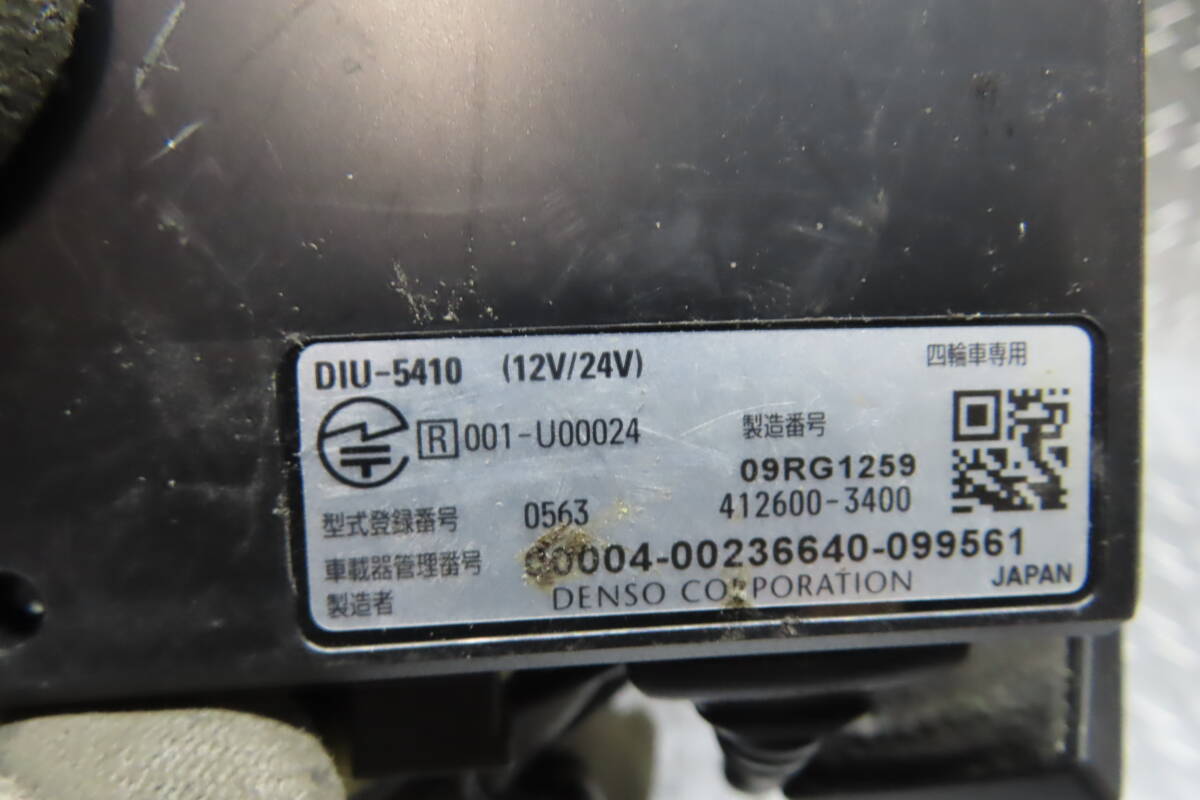 DIU-5410 (12V/24V) 四輪車専用
R 001-U00024 製造番号
09RG1259
型式登録番号 0563 412600-3400
車載器管理番号 00004-00236640-099561
製造者 DENSO CORPORATION JAPAN